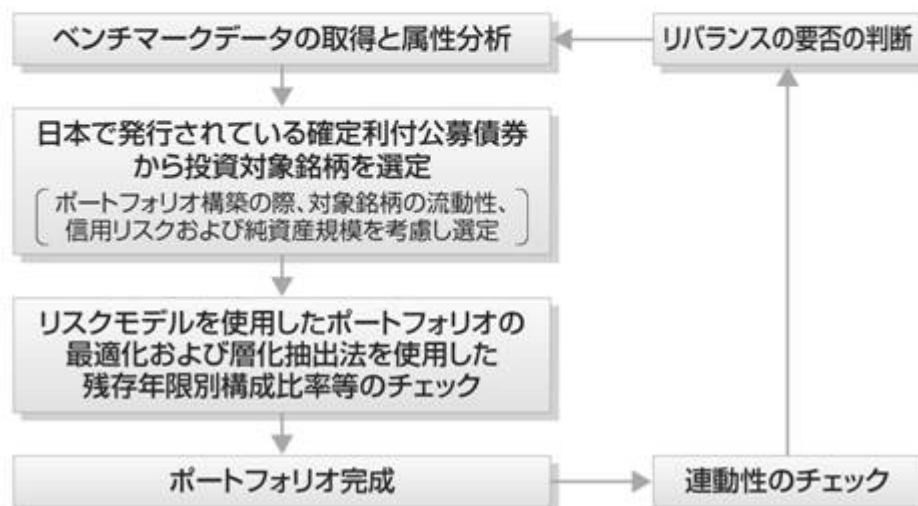 ベンチマークデータの取得と属性分析
リバランスの要否の判断
日本で発行されている確定利付公募債券
から投資対象銘柄を選定
ポートフォリオ構築の際、対象銘柄の流動性、
信用リスクおよび純資産規模を考慮し選定
リスクモデルを使用したポートフォリオの
最適化および層化抽出法を使用した
残存年限別構成比率等のチェック
ポートフォリオ完成
連動性のチェック